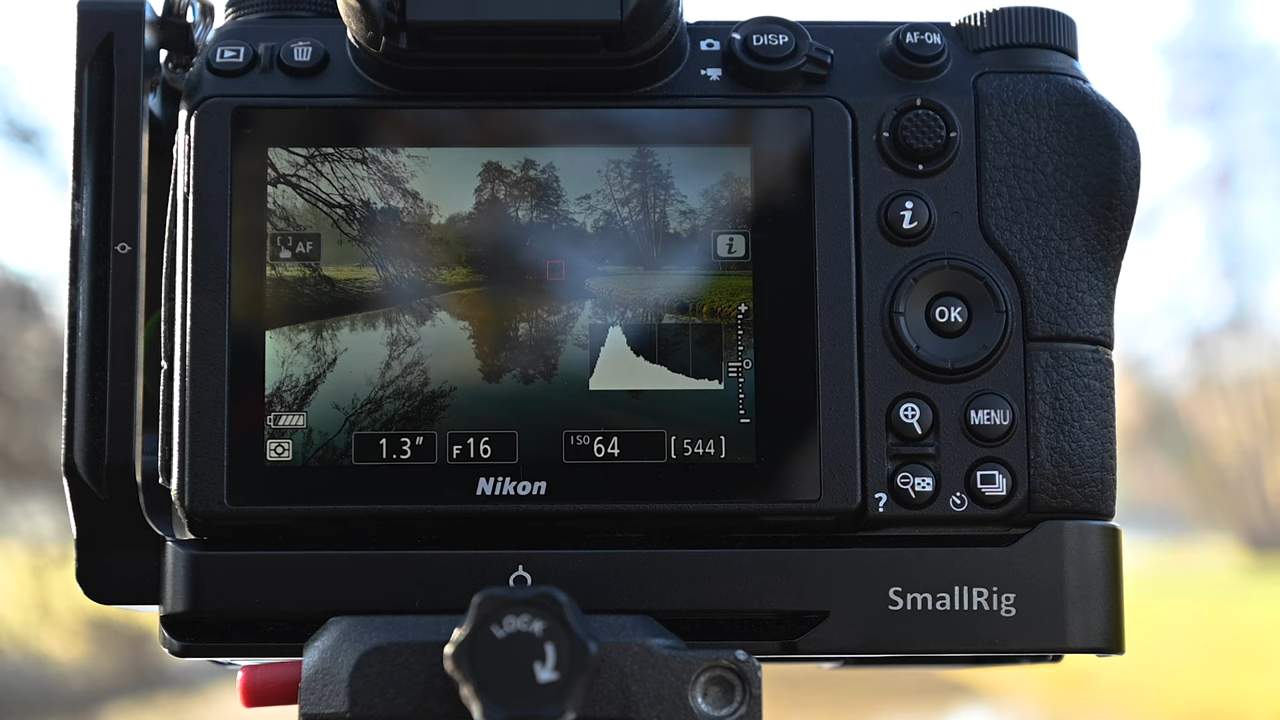 DISP
AF-ON
i
AF
i
OK
MENU
1.3"
F16
ISO 64
[544]
Nikon
?
SmallRig
LOCK